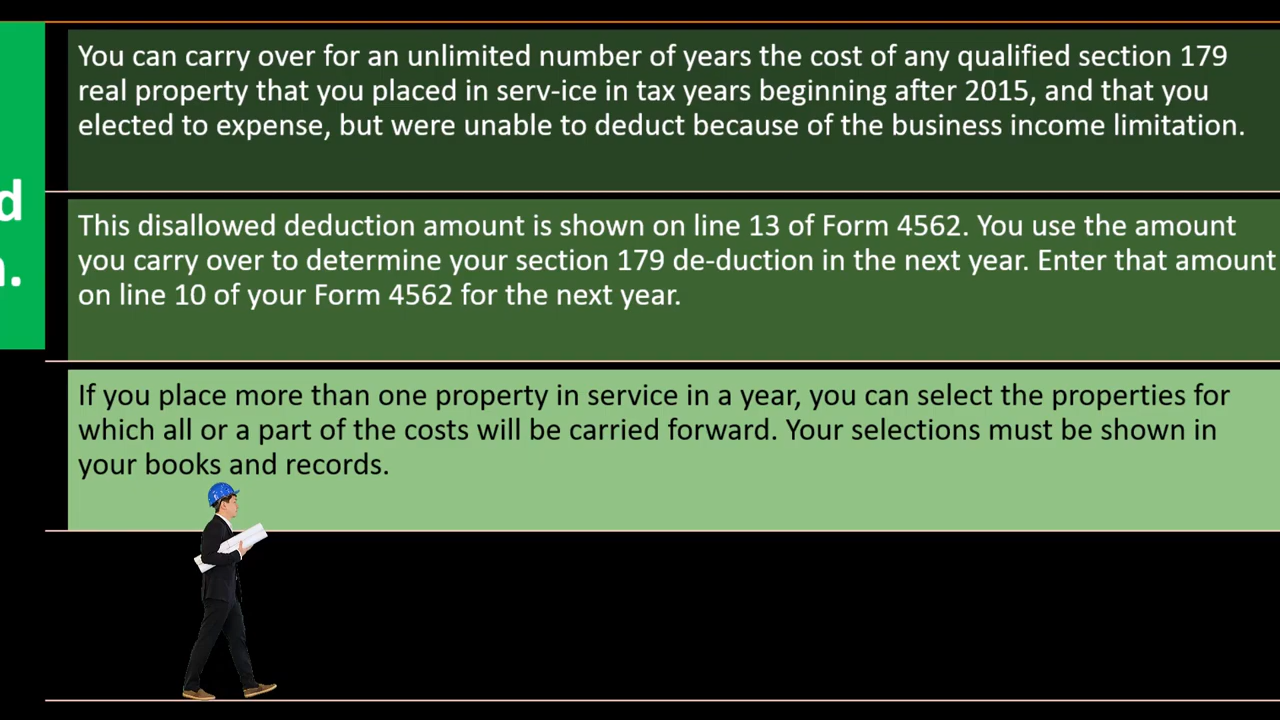 You can carry over for an unlimited number of years the cost of any qualified section 179
real property that you placed in serv-ice in tax years beginning after 2015, and that you
elected to expense, but were unable to deduct because of the business income limitation.
This disallowed deduction amount is shown on line 13 of Form 4562. You use the amount
you carry over to determine your section 179 de-duction in the next year. Enter that amount
on line 10 of your Form 4562 for the next year.
If you place more than one property in service in a year, you can select the properties for
which all or a part of the costs will be carried forward. Your selections must be shown in
your books and records.